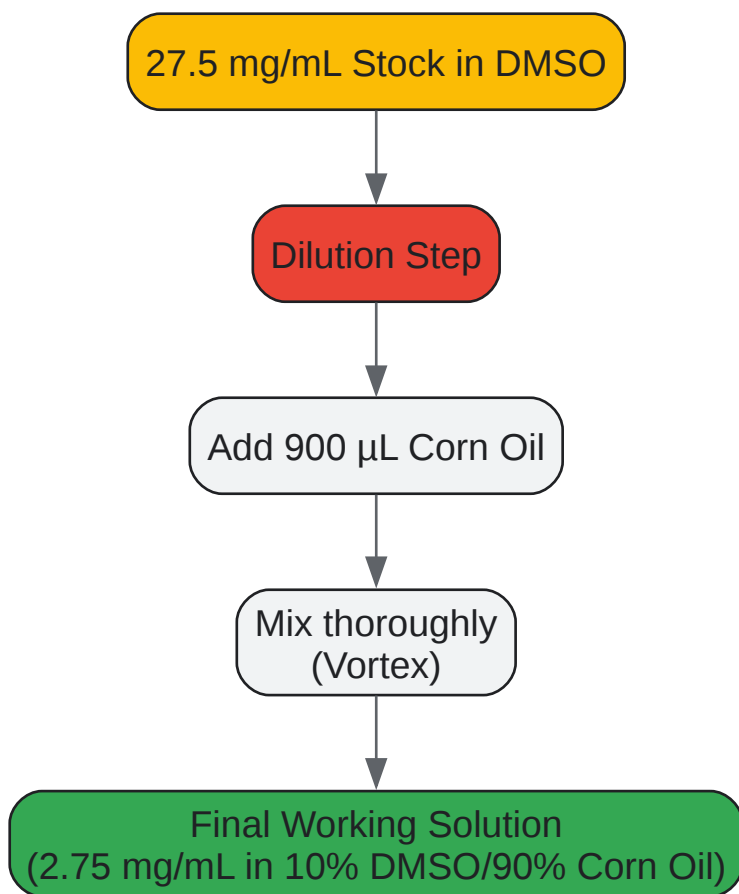 27.5 mg/mL Stock in DMSO
Dilution Step
Add 900 µL Corn Oil
Mix thoroughly
(Vortex)
Final Working Solution
(2.75 mg/mL in 10% DMSO/90% Corn Oil)